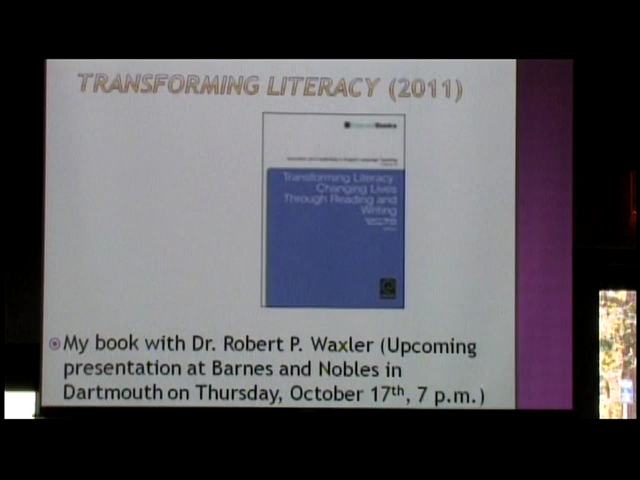 TRANSFORMING LITERACY (2011)
Transforming Literacy
Changing Lives
Through Reading and
Writing
My book with Dr. Robert P. Waxler (Upcoming
presentation at Barnes and Nobles in
Dartmouth on Thursday, October 17th, 7 p.m.)